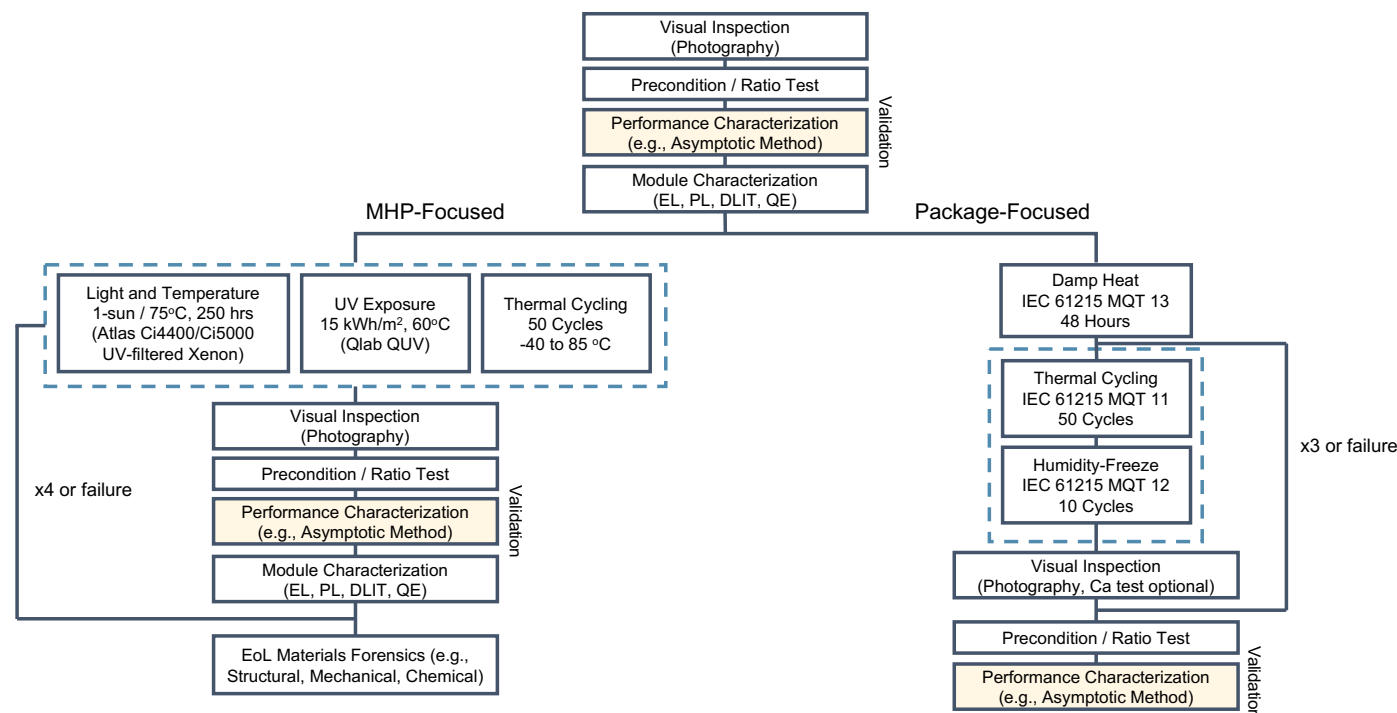 Visual Inspection
(Photography)
Precondition / Ratio Test
Performance Characterization
(e.g., Asymptotic Method)
Validation
Module Characterization
(EL, PL, DLIT, QE)
MHP-Focused
Package-Focused
Light and Temperature
1-sun / 75°C, 250 hrs
(Atlas Ci4400/Ci5000
UV-filtered Xenon)
UV Exposure
15 kWh/m², 60°C
(Qlab QUV)
Thermal Cycling
50 Cycles
-40 to 85 °C
Visual Inspection
(Photography)
Precondition / Ratio Test
Performance Characterization
(e.g., Asymptotic Method)
Validation
Module Characterization
(EL, PL, DLIT, QE)
x4 or failure
EoL Materials Forensics (e.g.,
Structural, Mechanical, Chemical)
Damp Heat
IEC 61215 MQT 13
48 Hours
Thermal Cycling
IEC 61215 MQT 11
50 Cycles
Humidity-Freeze
IEC 61215 MQT 12
10 Cycles
x3 or failure
Visual Inspection
(Photography, Ca test optional)
Precondition / Ratio Test
Performance Characterization
(e.g., Asymptotic Method)
Validation